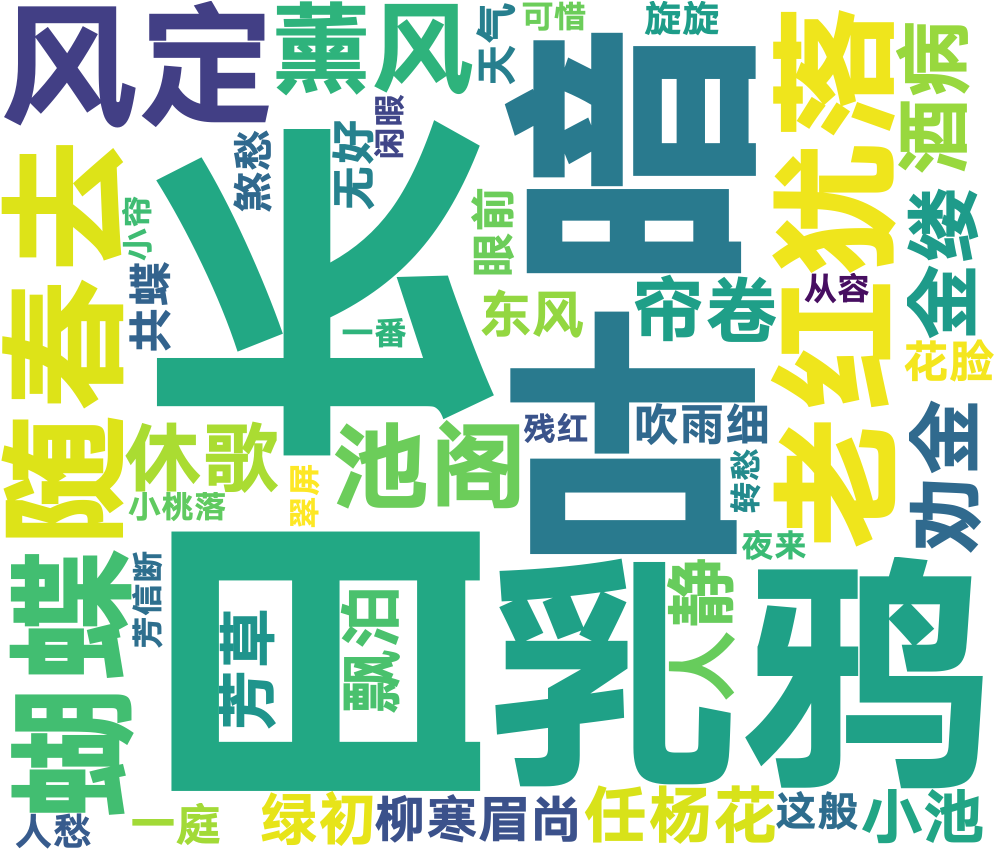 风定
薰风
天气
可惜
旋旋
叶暗
老红犹落
酒病
随春去
小帘
煞愁
无好
闲暇
日长
眼前
金缕
共蝶
一番
东风
帘卷
从容
花脸
休歌
池阁
残红
吹雨细
劝金
小桃落
翠屏
转愁
夜来
蝴蝶
芳信断
芳草
飘泊
人静
乳鸦
人愁
一庭
绿初
柳寒眉尚
任杨花
这般
小池